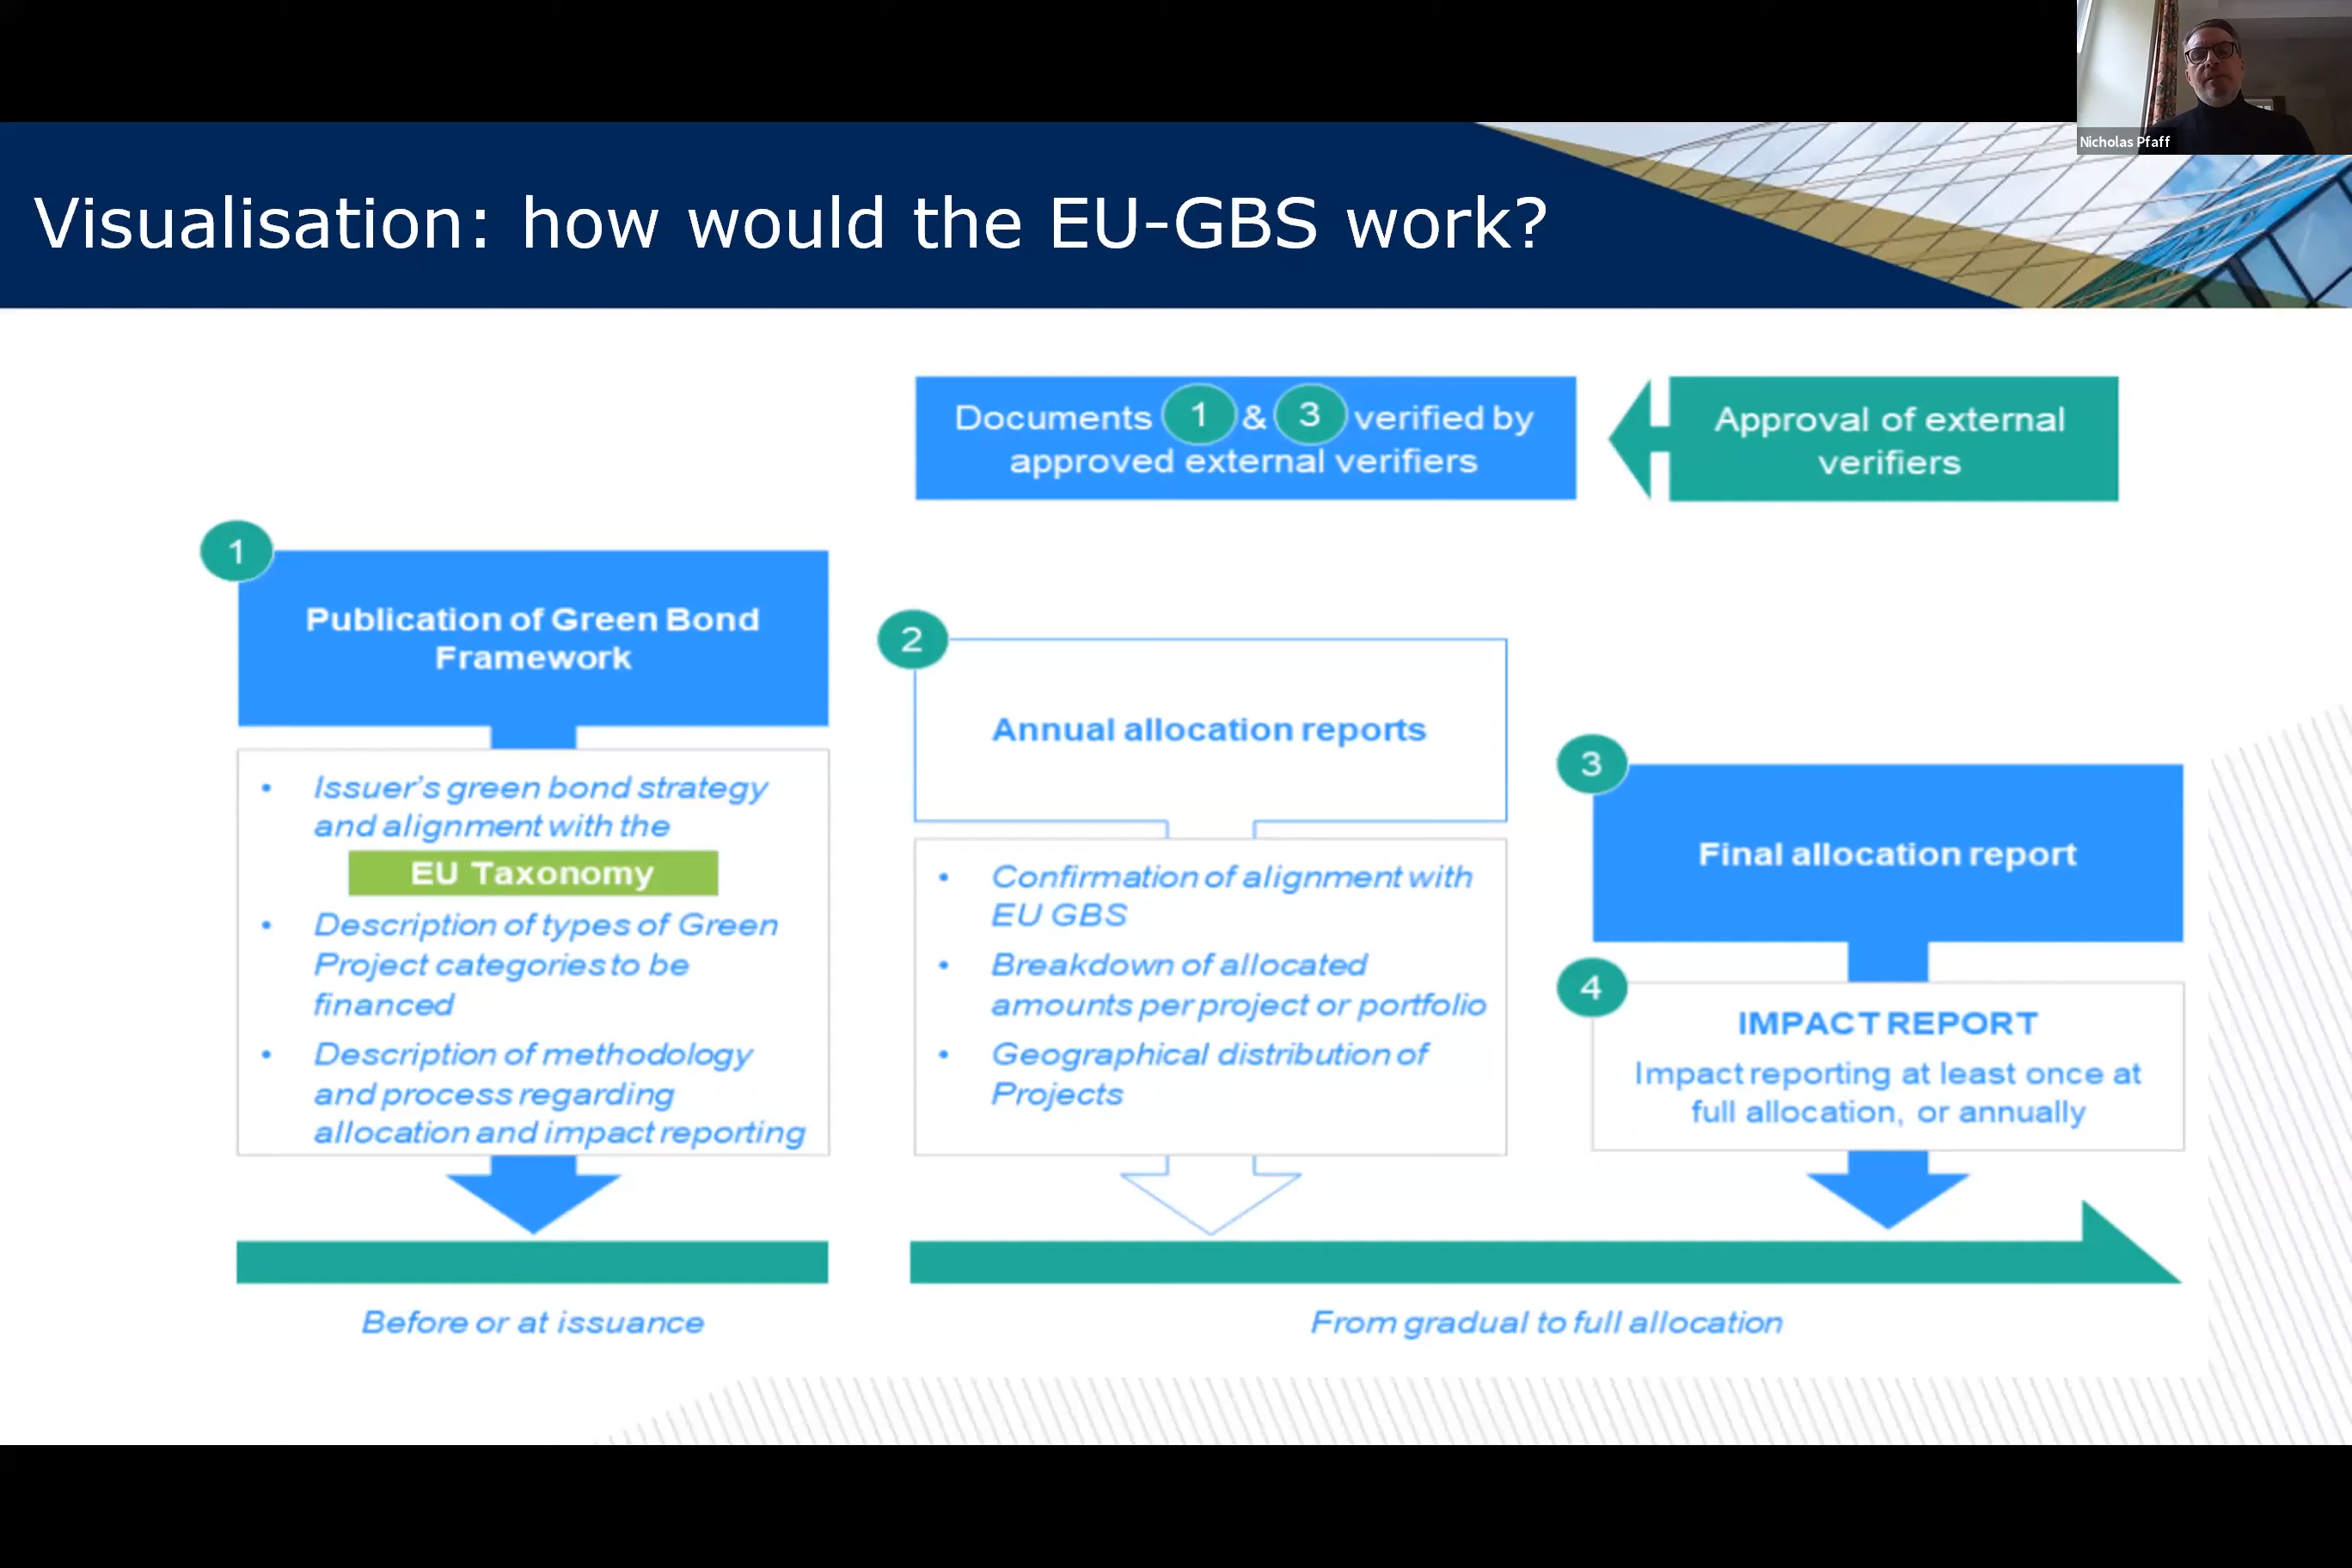 Nicholas Pfaff
Visualisation: how would the EU-GBS work?
Documents 1 & 3 verified by
approved external verifiers
Approval of external
verifiers
1
Publication of Green Bond
Framework
• Issuer's green bond strategy
and alignment with the
EU Taxonomy
• Description of types of Green
Project categories to be
financed
• Description of methodology
and process regarding
allocation and impact reporting
Before or at issuance
2
Annual allocation reports
• Confirmation of alignment with
EU GBS
• Breakdown of allocated
amounts per project or portfolio
• Geographical distribution of
Projects
3
Final allocation report
4
IMPACT REPORT
Impact reporting at least once at
full allocation, or annually
From gradual to full allocation